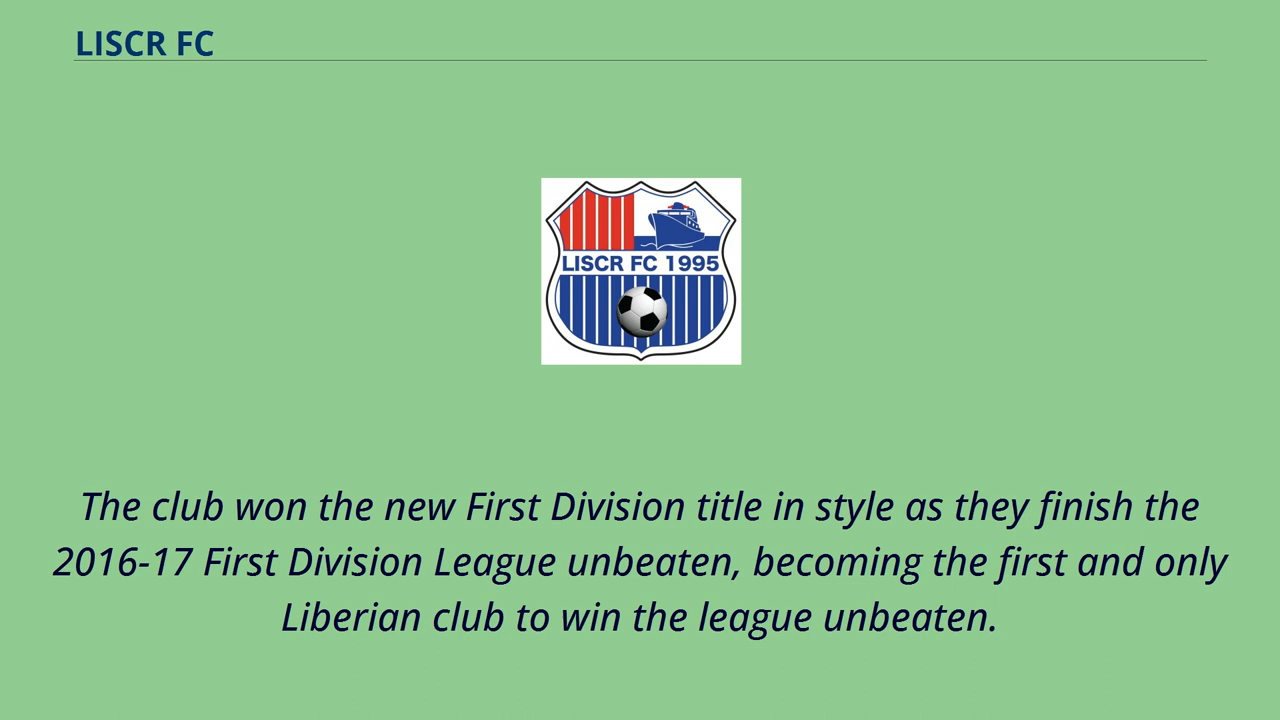 LISCR FC
LISCR FC 1995
The club won the new First Division title in style as they finish the
2016-17 First Division League unbeaten, becoming the first and only
Liberian club to win the league unbeaten.